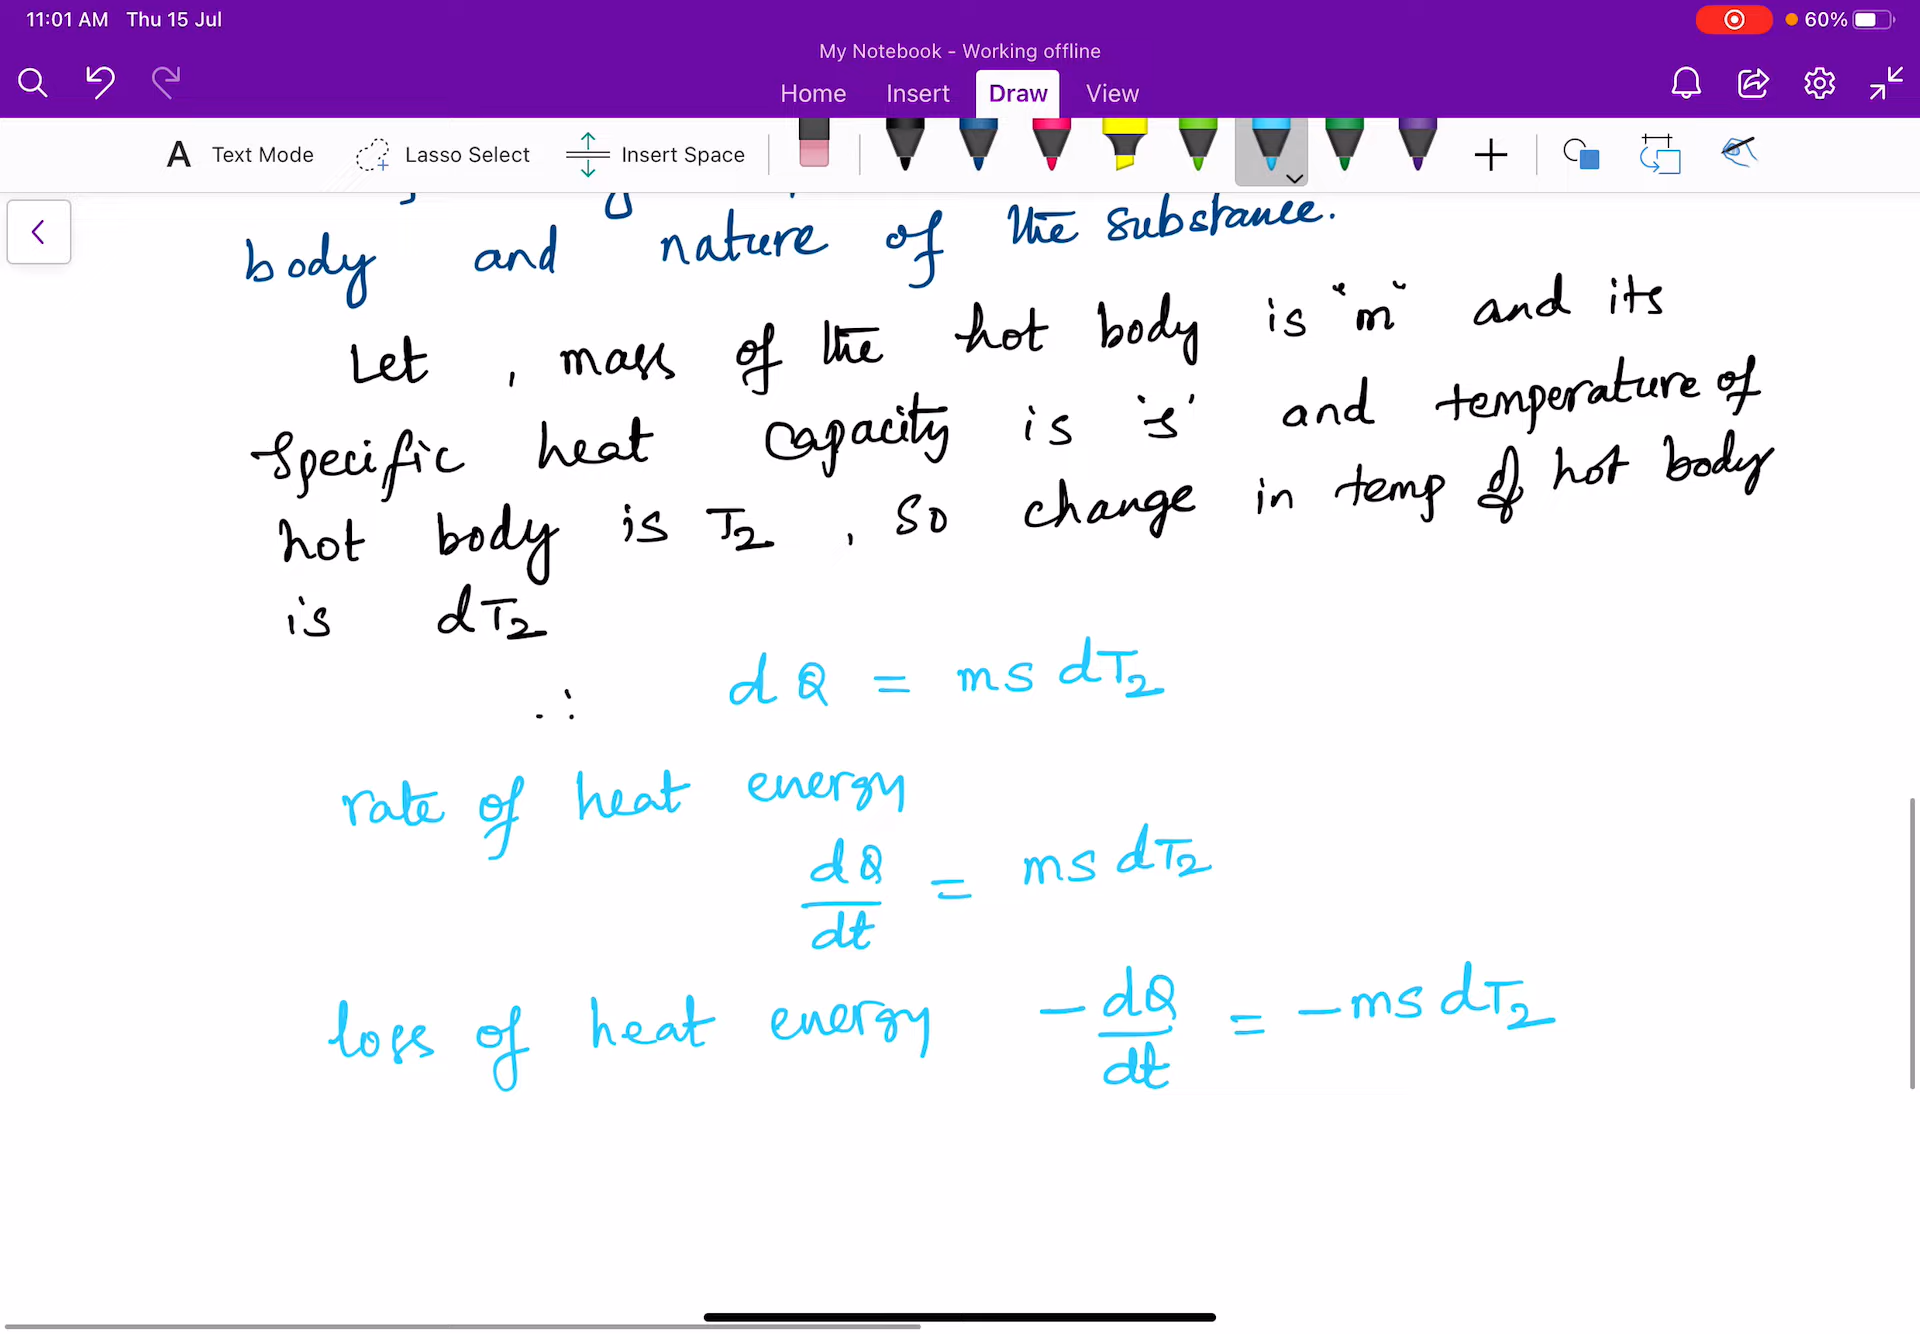 11:01 AM Thu 15 Jul
60%
My Notebook - Working offline
Home Insert Draw View
A Text Mode Lasso Select Insert Space
body and nature of the substance.
Let , mass of the hot body is "m" and its
specific heat capacity is 's' and temperature of
hot body is T₂ , so change in temp of hot body
is dT₂
∴ dQ = ms dT₂
rate of heat energy
dQ/dt = ms dT₂
loss of heat energy -dQ/dt = -ms dT₂